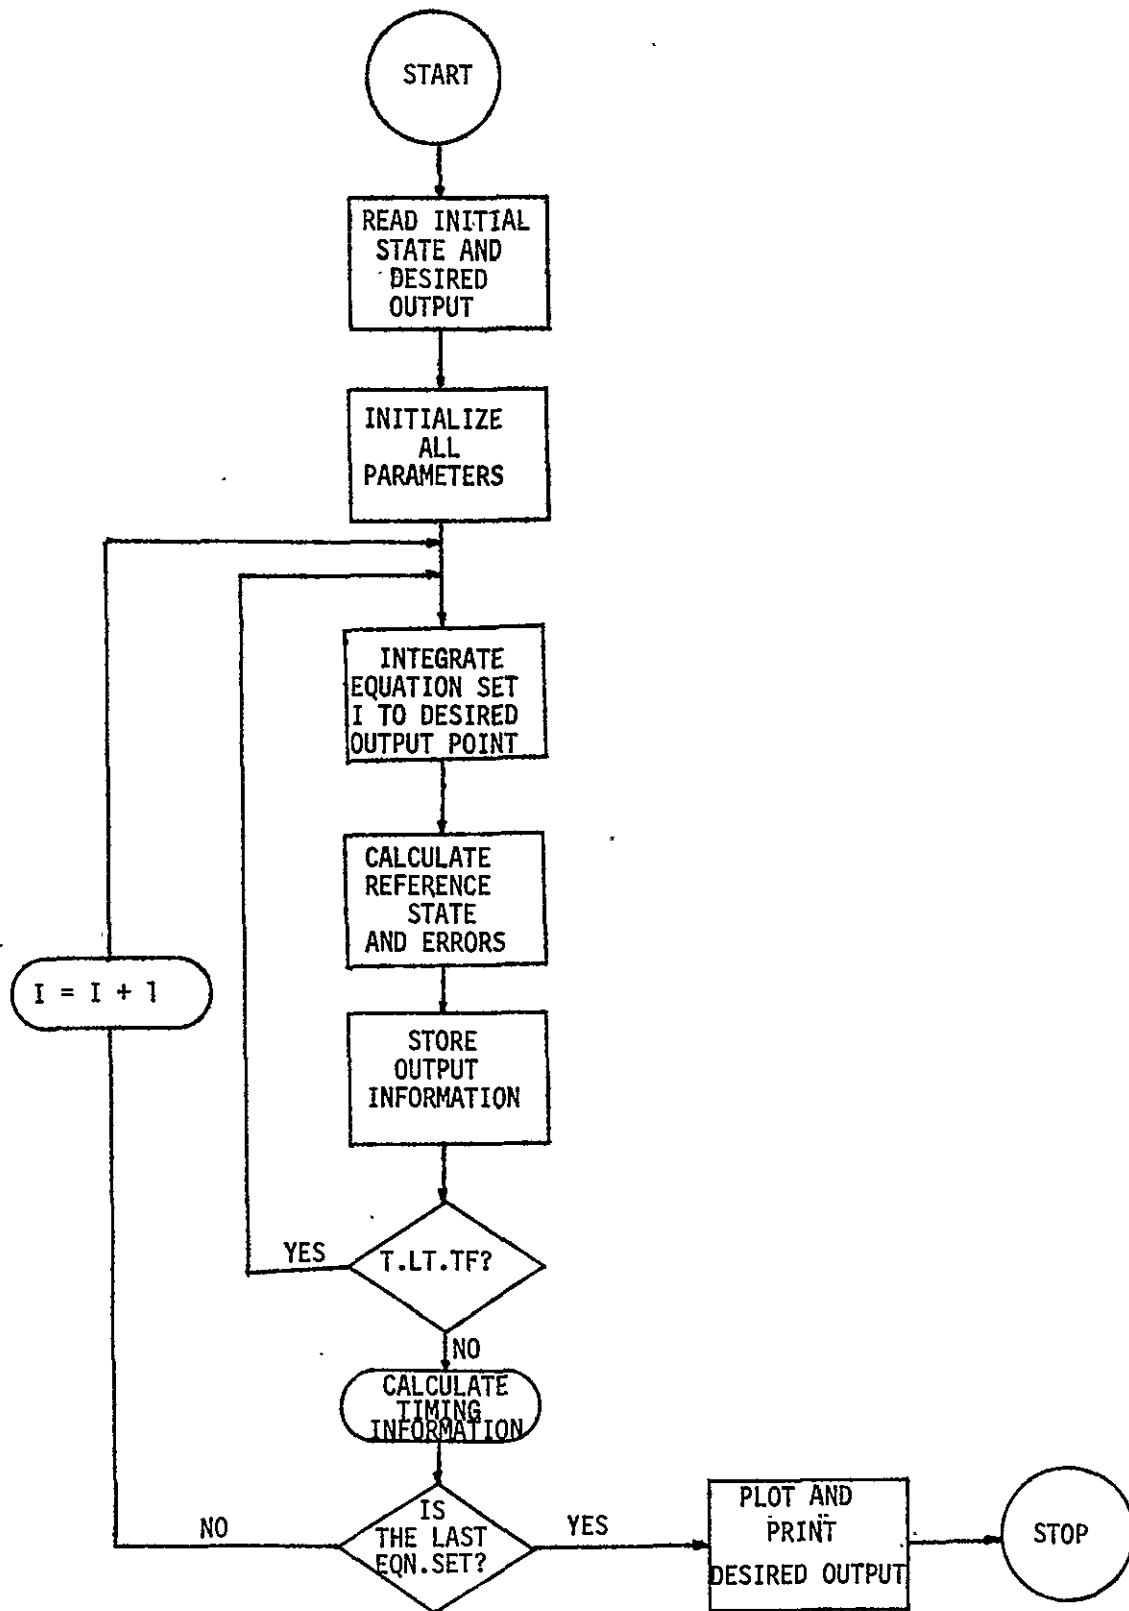 START
READ INITIAL
STATE AND
DESIRED
OUTPUT
INITIALIZE
ALL
PARAMETERS
INTEGRATE
EQUATION SET
I TO DESIRED
OUTPUT POINT
CALCULATE
REFERENCE
STATE
AND ERRORS
I = I + 1
STORE
OUTPUT
INFORMATION
YES
T.LT.TF?
NO
CALCULATE
TIMING
INFORMATION
IS
THE LAST
EQN.SET?
NO
YES
PLOT AND
PRINT
DESIRED OUTPUT
STOP